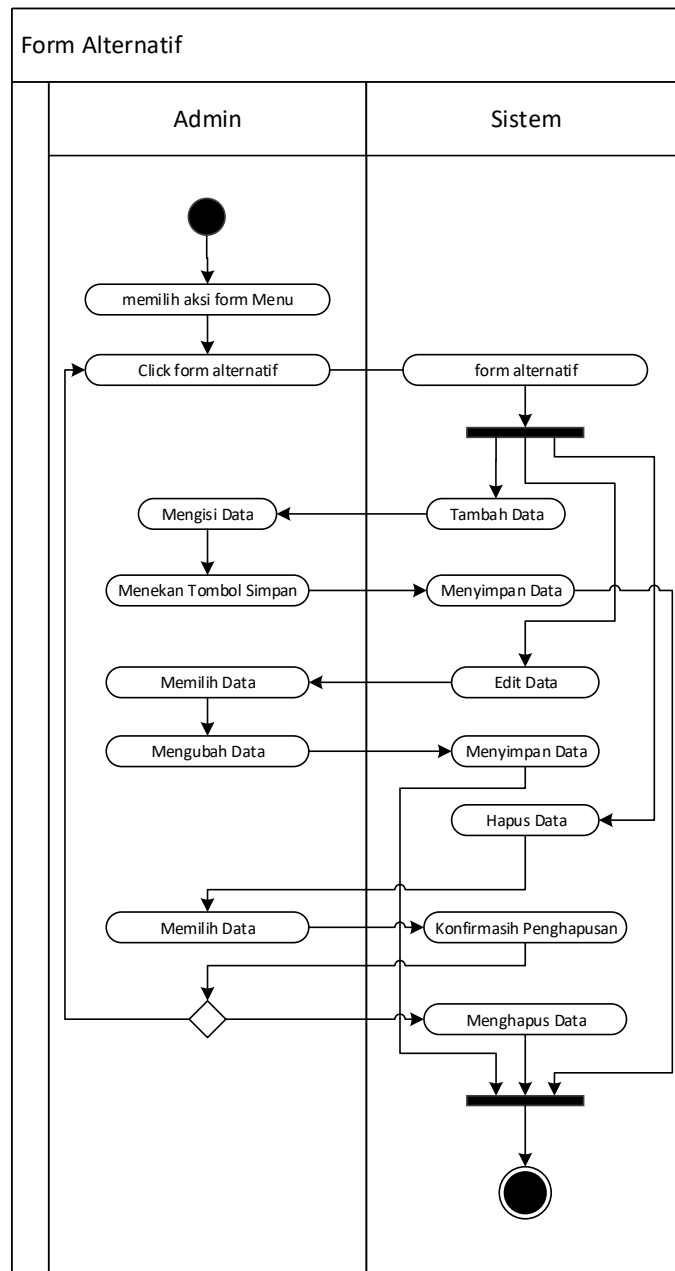 Form Alternatif
Admin
Sistem
memilih aksi form Menu
Click form alternatif
form alternatif
Mengisi Data
Tambah Data
Menekan Tombol Simpan
Menyimpan Data
Memilih Data
Edit Data
Mengubah Data
Menyimpan Data
Hapus Data
Memilih Data
Konfirmasih Penghapusan
Menghapus Data